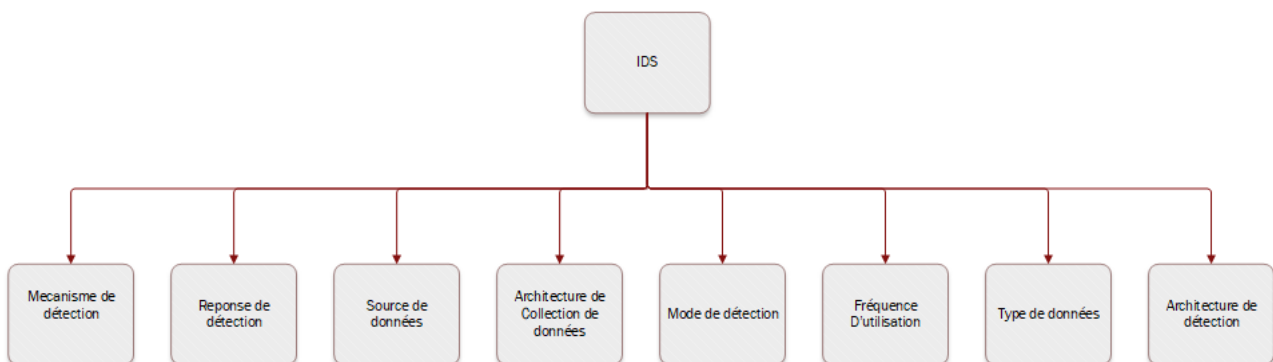 IDS
Mecanisme de
détection
Reponse de
détection
Source de
données
Architecture de
Collection de
données
Mode de détection
Fréquence
D'utilisation
Type de données
Architecture de
détection